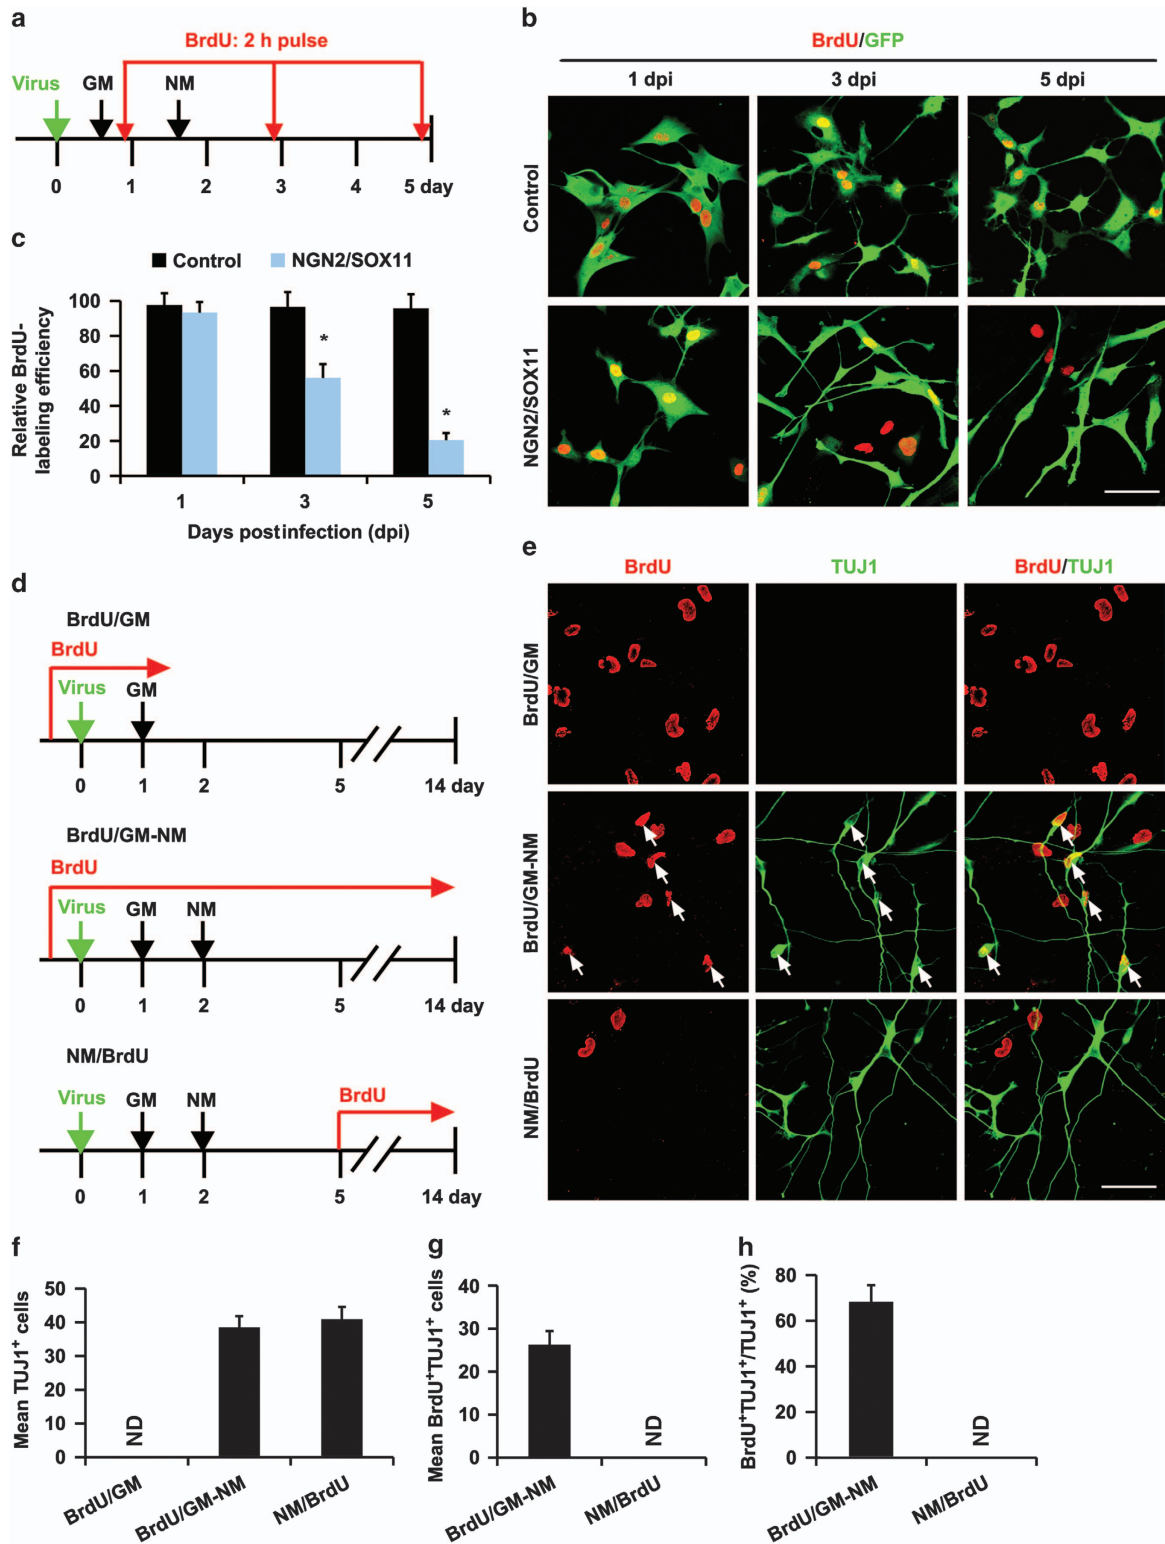 a
BrdU: 2 h pulse
Virus GM NM
0 1 2 3 4 5 day
b
BrdU/GFP
1 dpi 3 dpi 5 dpi
Control
NGN2/SOX11
c
Control NGN2/SOX11
Relative BrdU-
labeling efficiency
100
80
60
40
20
0
*
*
1 3 5
Days postinfection (dpi)
d
BrdU/GM
BrdU
Virus GM
0 1 2 5 14 day
BrdU/GM-NM
BrdU
Virus GM NM
0 1 2 5 14 day
NM/BrdU
Virus GM NM BrdU
0 1 2 5 14 day
e
BrdU TUJ1 BrdU/TUJ1
BrdU/GM
BrdU/GM-NM
NM/BrdU
f
Mean TUJ1+ cells
50
40
30
20
10
0
ND
BrdU/GM BrdU/GM-NM NM/BrdU
g
Mean BrdU+TUJ1+ cells
40
30
20
10
0
ND
BrdU/GM-NM NM/BrdU
h
BrdU+TUJ1+/TUJ1+ (%)
80
60
40
20
0
ND
BrdU/GM-NM NM/BrdU